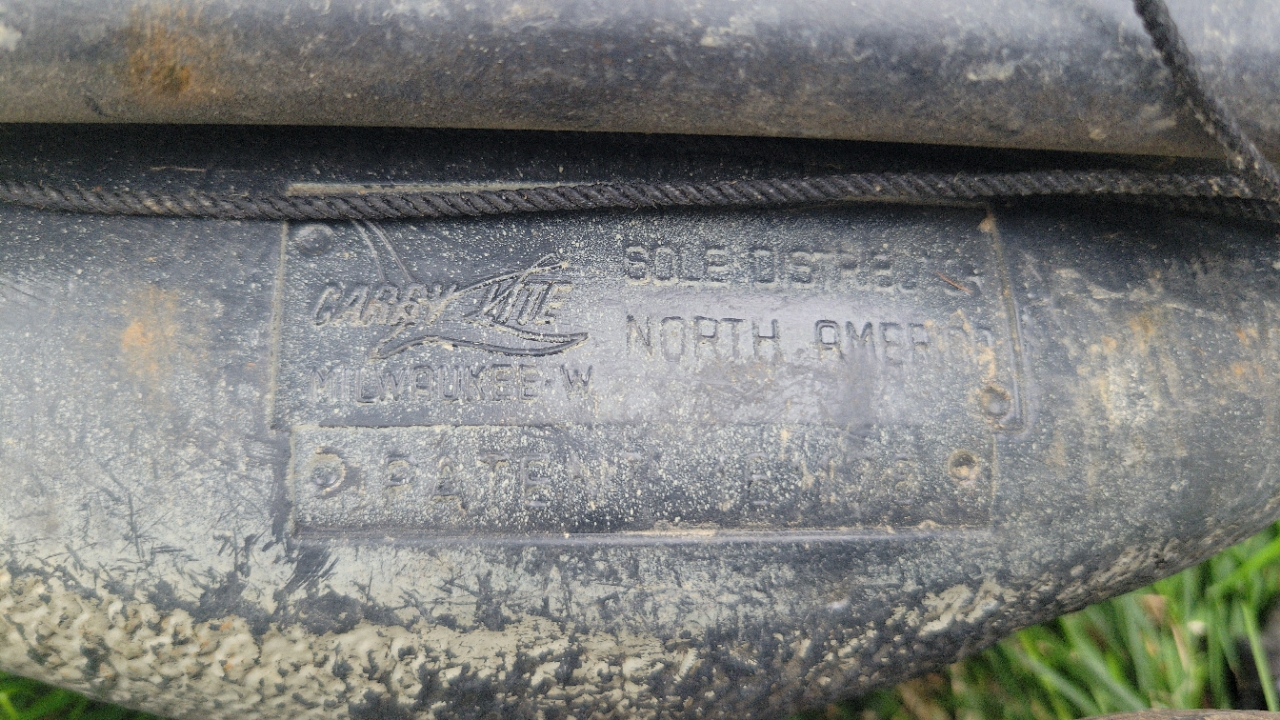 CARRY-LITE
MILWAUKEE-W
SOLE DISTRIB
NORTH AMERICA
PATENT